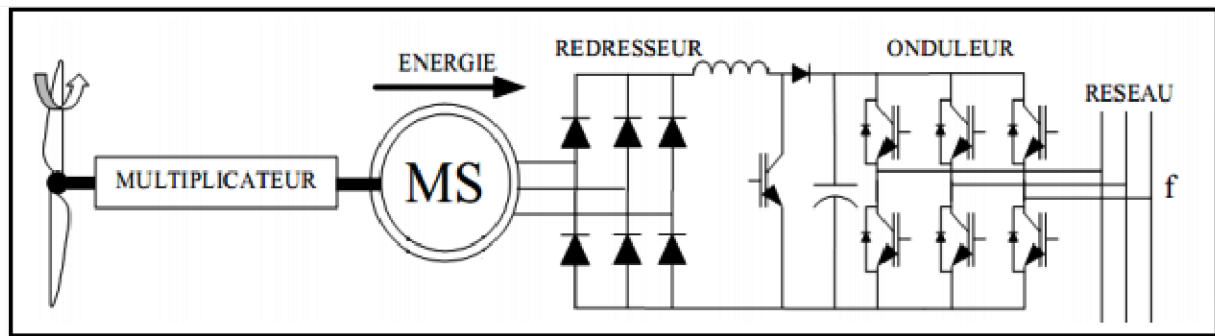 ENERGIE
REDRESSEUR
ONDULEUR
RESEAU
MULTIPLICATEUR
MS
f